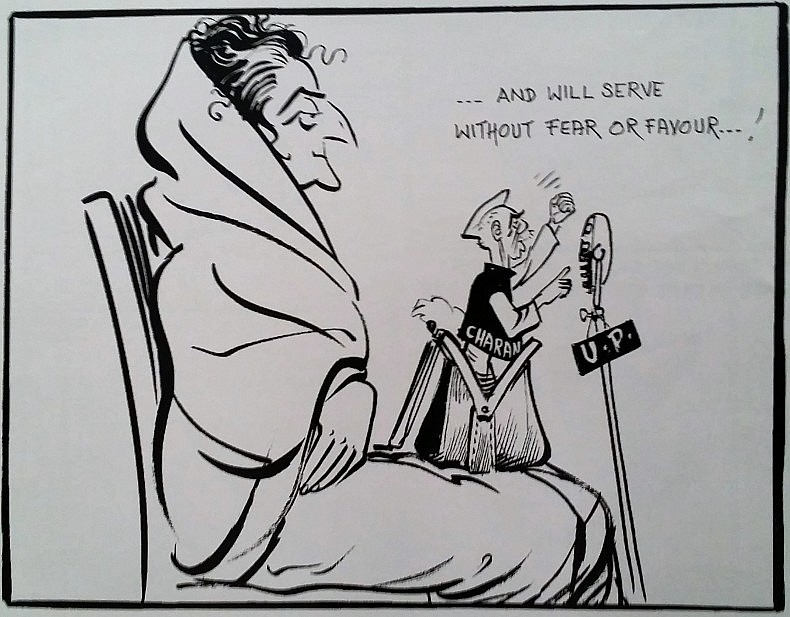 ... AND WILL SERVE
WITHOUT FEAR OR FAVOUR...!
CHARAN
U.P.